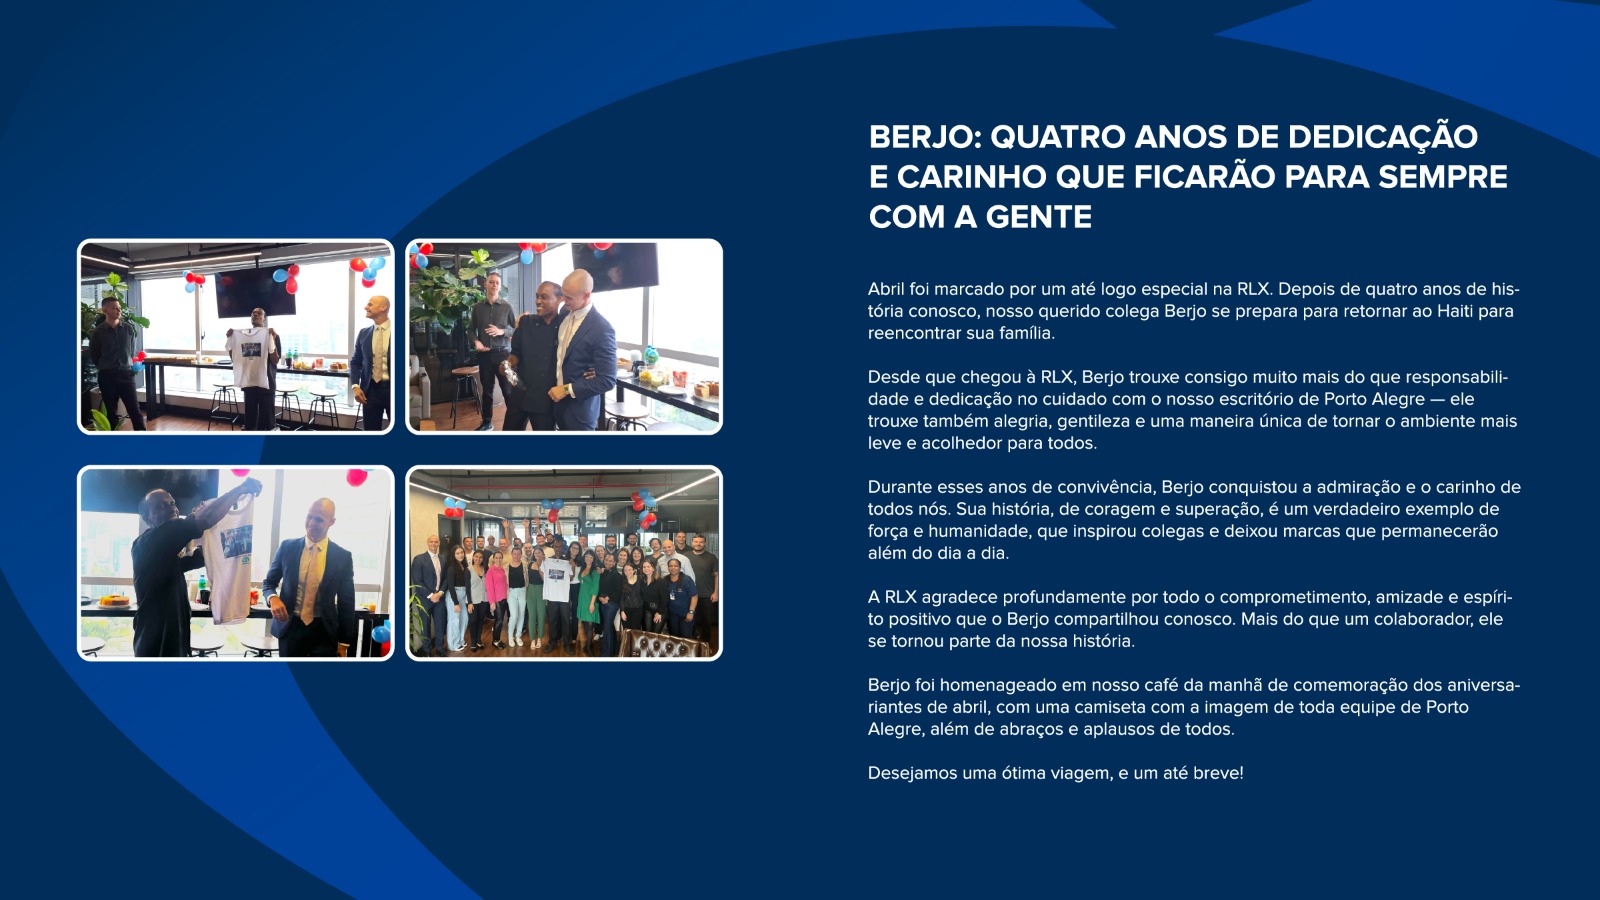 BERJO: QUATRO ANOS DE DEDICAÇÃO
E CARINHO QUE FICARÃO PARA SEMPRE
COM A GENTE
Abril foi marcado por um até logo especial na RLX. Depois de quatro anos de his-
tória conosco, nosso querido colega Berjo se prepara para retornar ao Haiti para
reencontrar sua família.
Desde que chegou à RLX, Berjo trouxe consigo muito mais do que responsabili-
dade e dedicação no cuidado com o nosso escritório de Porto Alegre — ele
trouxe também alegria, gentileza e uma maneira única de tornar o ambiente mais
leve e acolhedor para todos.
Durante esses anos de convivência, Berjo conquistou a admiração e o carinho de
todos nós. Sua história, de coragem e superação, é um verdadeiro exemplo de
força e humanidade, que inspirou colegas e deixou marcas que permanecerão
além do dia a dia.
A RLX agradece profundamente por todo o comprometimento, amizade e espíri-
to positivo que o Berjo compartilhou conosco. Mais do que um colaborador, ele
se tornou parte da nossa história.
Berjo foi homenageado em nosso café da manhã de comemoração dos aniversa-
riantes de abril, com uma camiseta com a imagem de toda equipe de Porto
Alegre, além de abraços e aplausos de todos.
Desejamos uma ótima viagem, e um até breve!